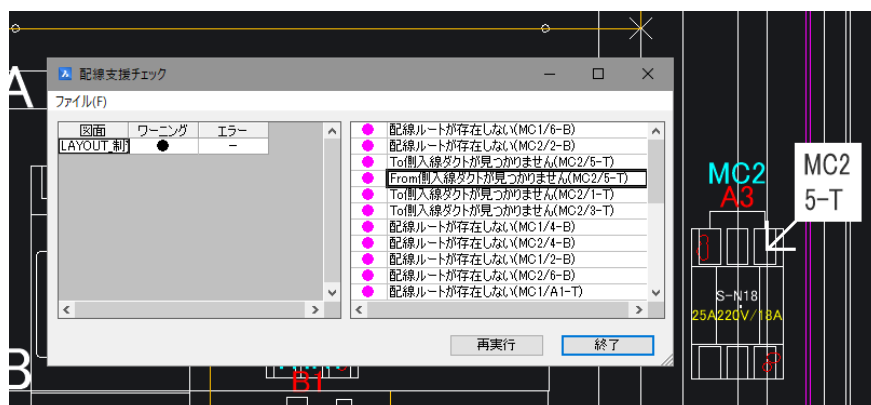 配線支援チェック
ファイル(F)
図面 ワーニング エラー
LAYOUT_制 ● −
配線ルートが存在しない(MC1/6-B)
配線ルートが存在しない(MC2/2-B)
To側入線ダクトが見つかりません(MC2/5-T)
From側入線ダクトが見つかりません(MC2/5-T)
To側入線ダクトが見つかりません(MC2/1-T)
To側入線ダクトが見つかりません(MC2/3-T)
配線ルートが存在しない(MC1/4-B)
配線ルートが存在しない(MC2/4-B)
配線ルートが存在しない(MC1/2-B)
配線ルートが存在しない(MC2/6-B)
配線ルートが存在しない(MC1/A1-T)
再実行 終了
A
B
B1
MC2
A3
MC2
5-T
S-N18
25A220V/18A